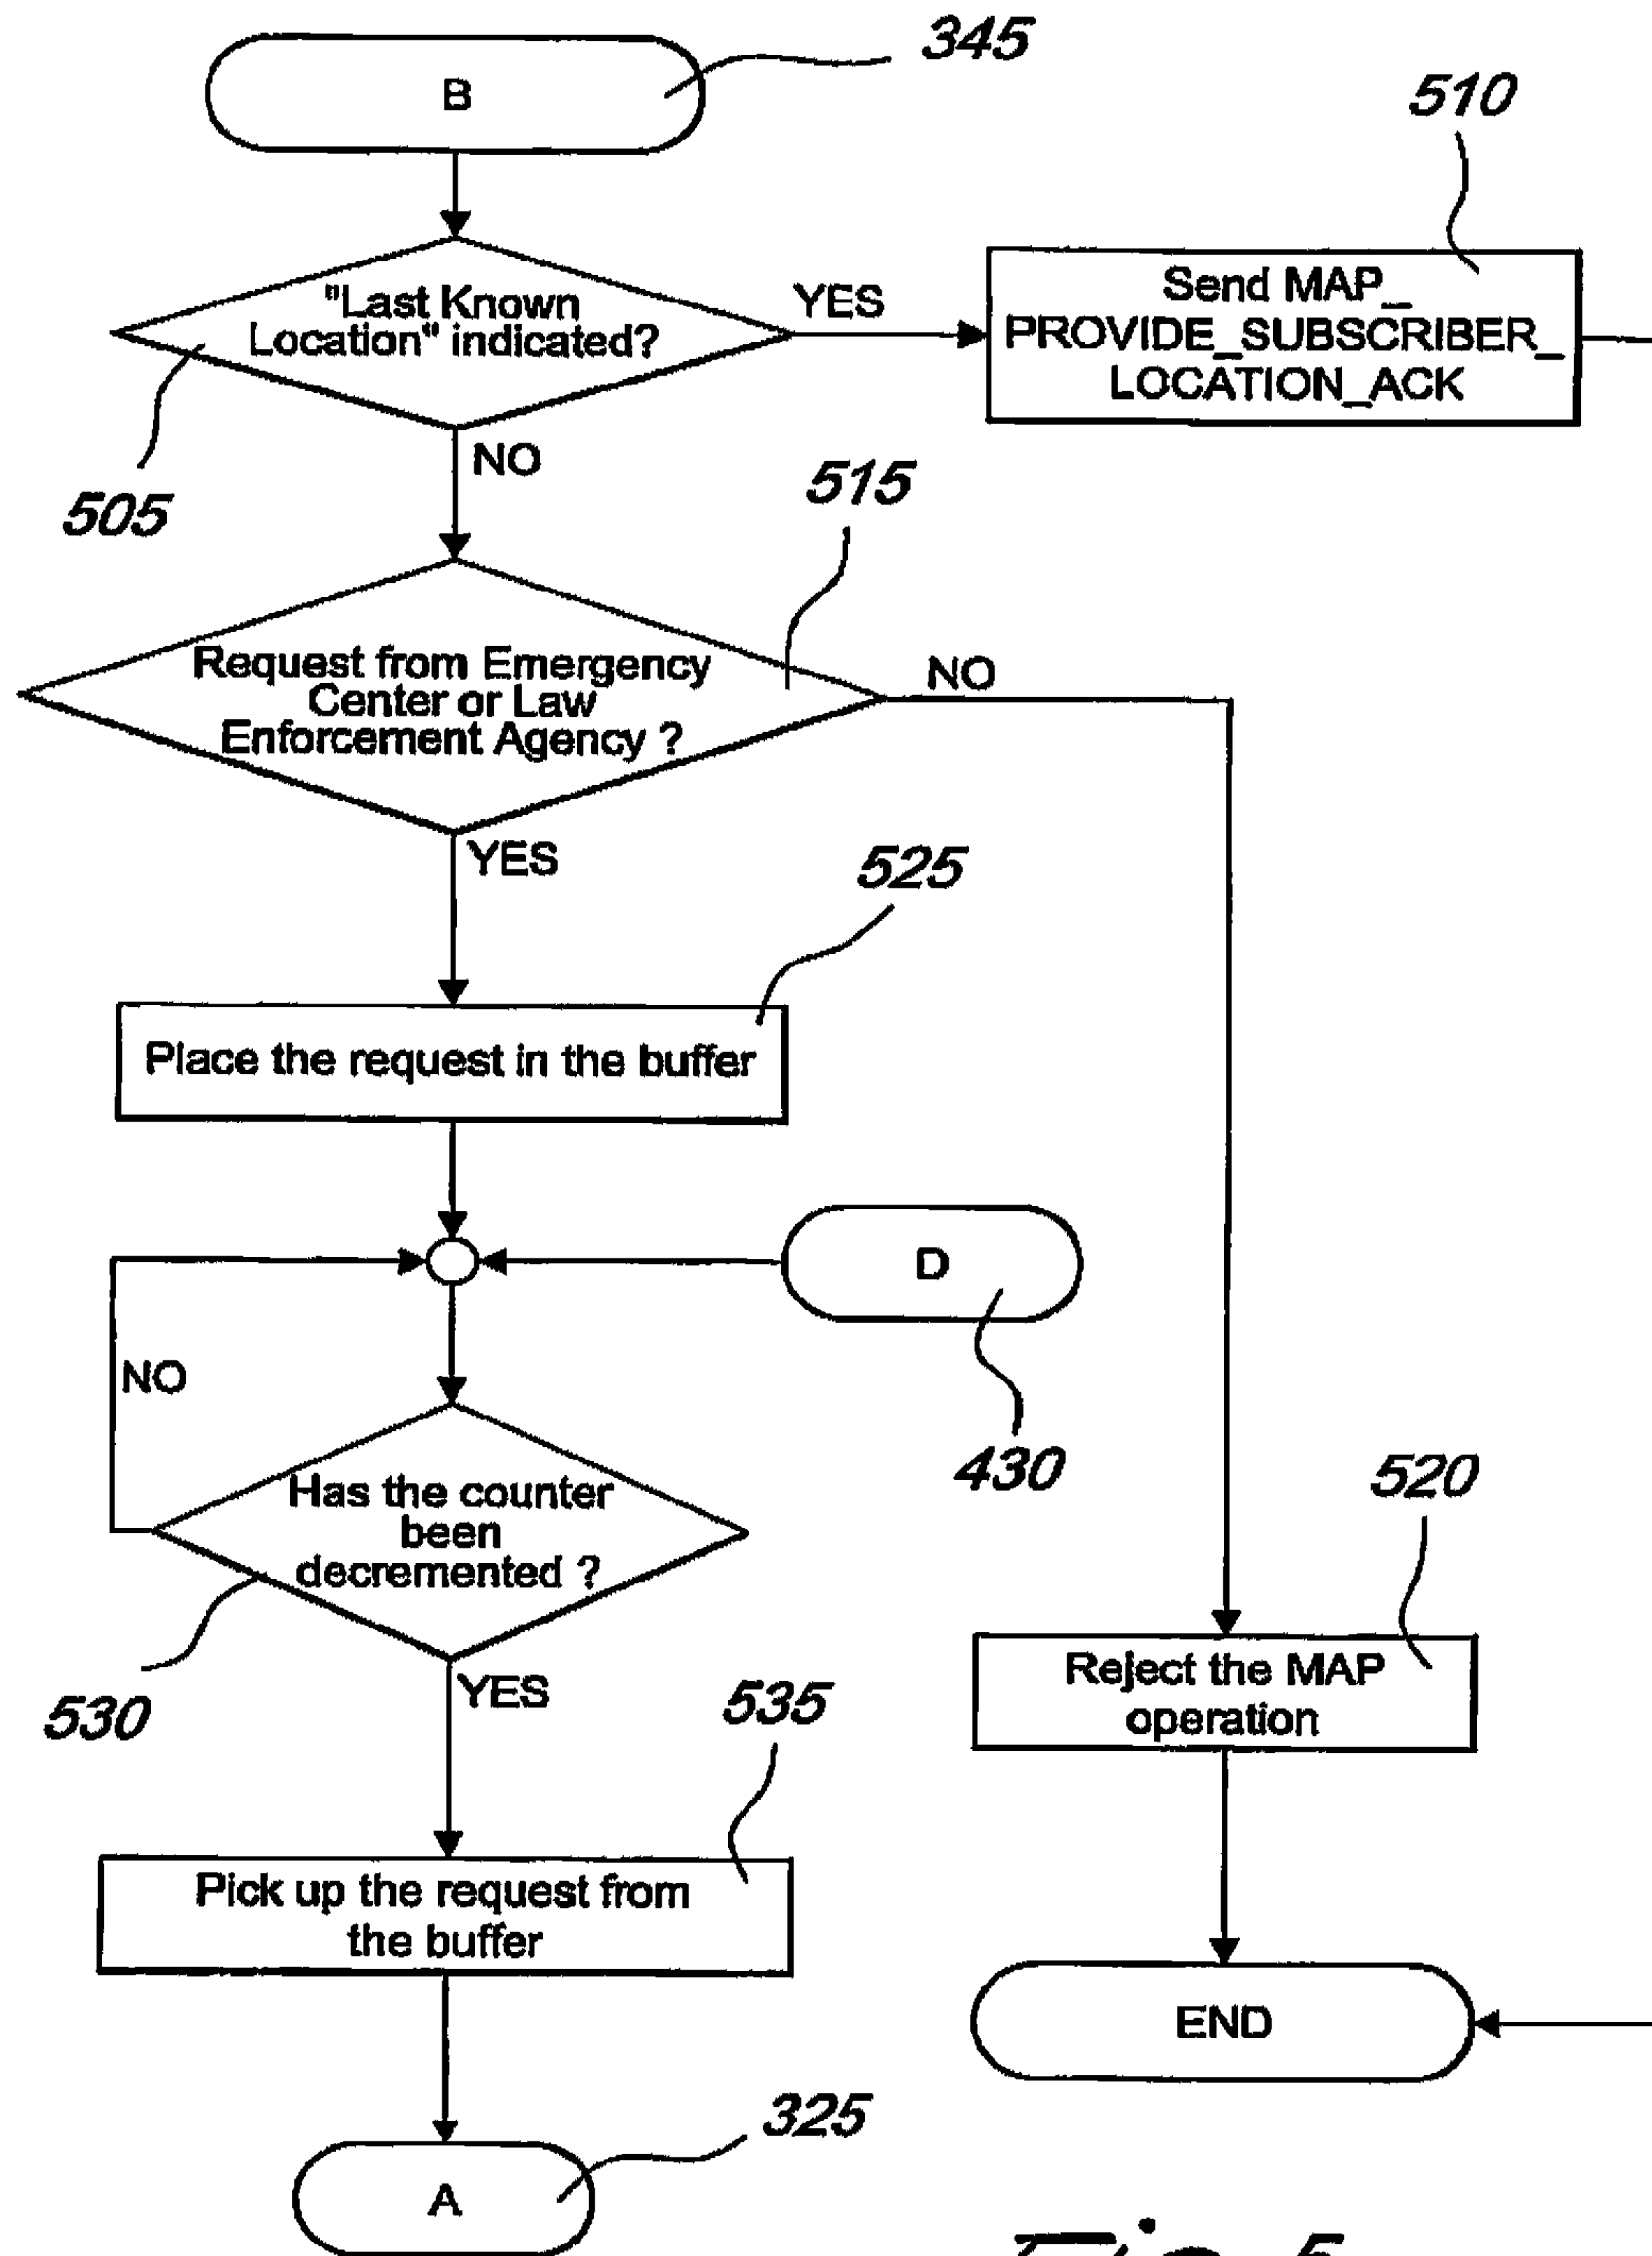 345
B
510
"Last Known
Location" indicated?
YES
Send MAP_
PROVIDE_SUBSCRIBER_
LOCATION_ACK
505
NO
515
Request from Emergency
Center or Law
Enforcement Agency ?
NO
YES
525
Place the request in the buffer
D
430
NO
Has the counter
been
decremented ?
530
YES
520
Reject the MAP
operation
535
Pick up the request from
the buffer
END
325
A
Fig. 5